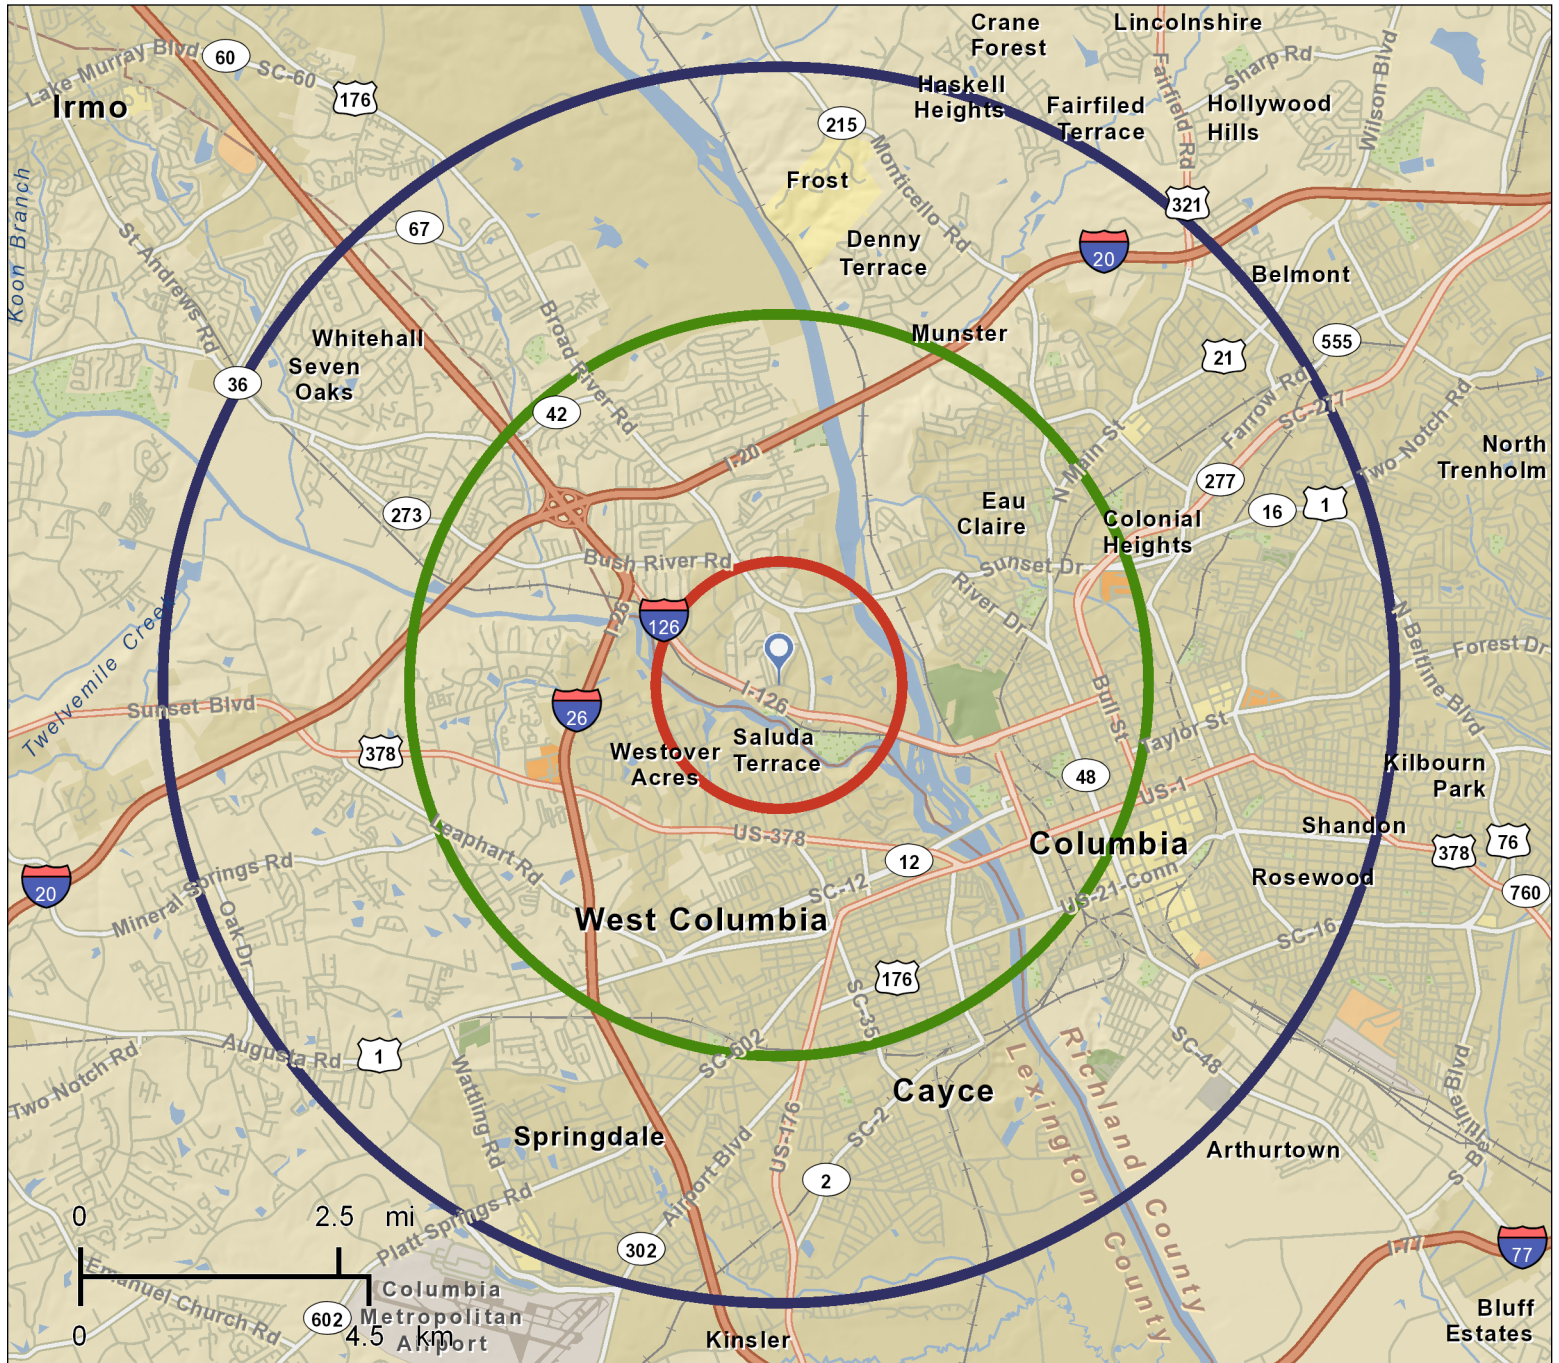 Crane
Forest
Lincolnshire
Lake Murray Blvd
60
SC-60
176
Irmo
Haskell
Heights
Fairfiled
Terrace
Fairfield Rd
Sharp Rd
Hollywood
Hills
Wilson Blvd
215
Monticello Rd
Frost
Koon Branch
St Andrews Rd
67
321
Denny
Terrace
20
Belmont
Whitehall
Seven
Oaks
Broad River Rd
Munster
21
555
36
42
Farrow Rd
SC-277
Two Notch Rd
I-20
N Main St
North
Trenholm
273
Eau
Claire
277
16
1
Colonial
Heights
Bush River Rd
Sunset Dr
River Dr
I-26
126
Twelvemile Creek
N Beltline Blvd
Forest Dr
I-126
Bull St
Sunset Blvd
26
Taylor St
378
Westover
Acres
Saluda
Terrace
48
Kilbourn
Park
US-1
Leaphart Rd
US-378
Columbia
Shandon
378
76
20
Mineral Springs Rd
12
SC-12
US-21-Conn
Rosewood
760
Oak Dr
West Columbia
SC-16
176
SC-35
Augusta Rd
1
Two Notch Rd
Wattling Rd
SC-602
Cayce
SC-48
Richland County
Lexington County
Springdale
US-176
SC-2
S Beltline Blvd
Arthurtown
2
Airport Blvd
Platt Springs Rd
302
0
2.5 mi
I-77
77
Emanuel Church Rd
602
Columbia
Metropolitan
Airport
0
4.5 km
Kinsler
Bluff
Estates